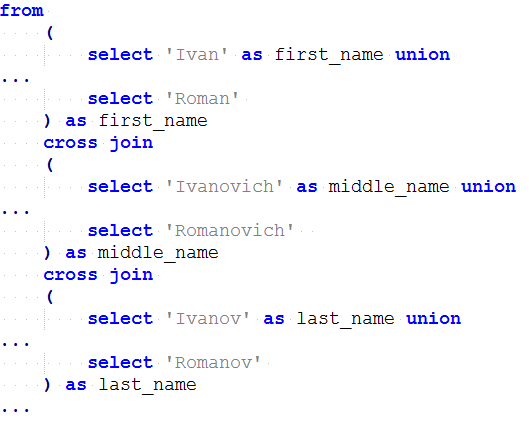 from
(
select 'Ivan' as first_name union
...
select 'Roman'
) as first_name
cross join
(
select 'Ivanovich' as middle_name union
...
select 'Romanovich'
) as middle_name
cross join
(
select 'Ivanov' as last_name union
...
select 'Romanov'
) as last_name
...